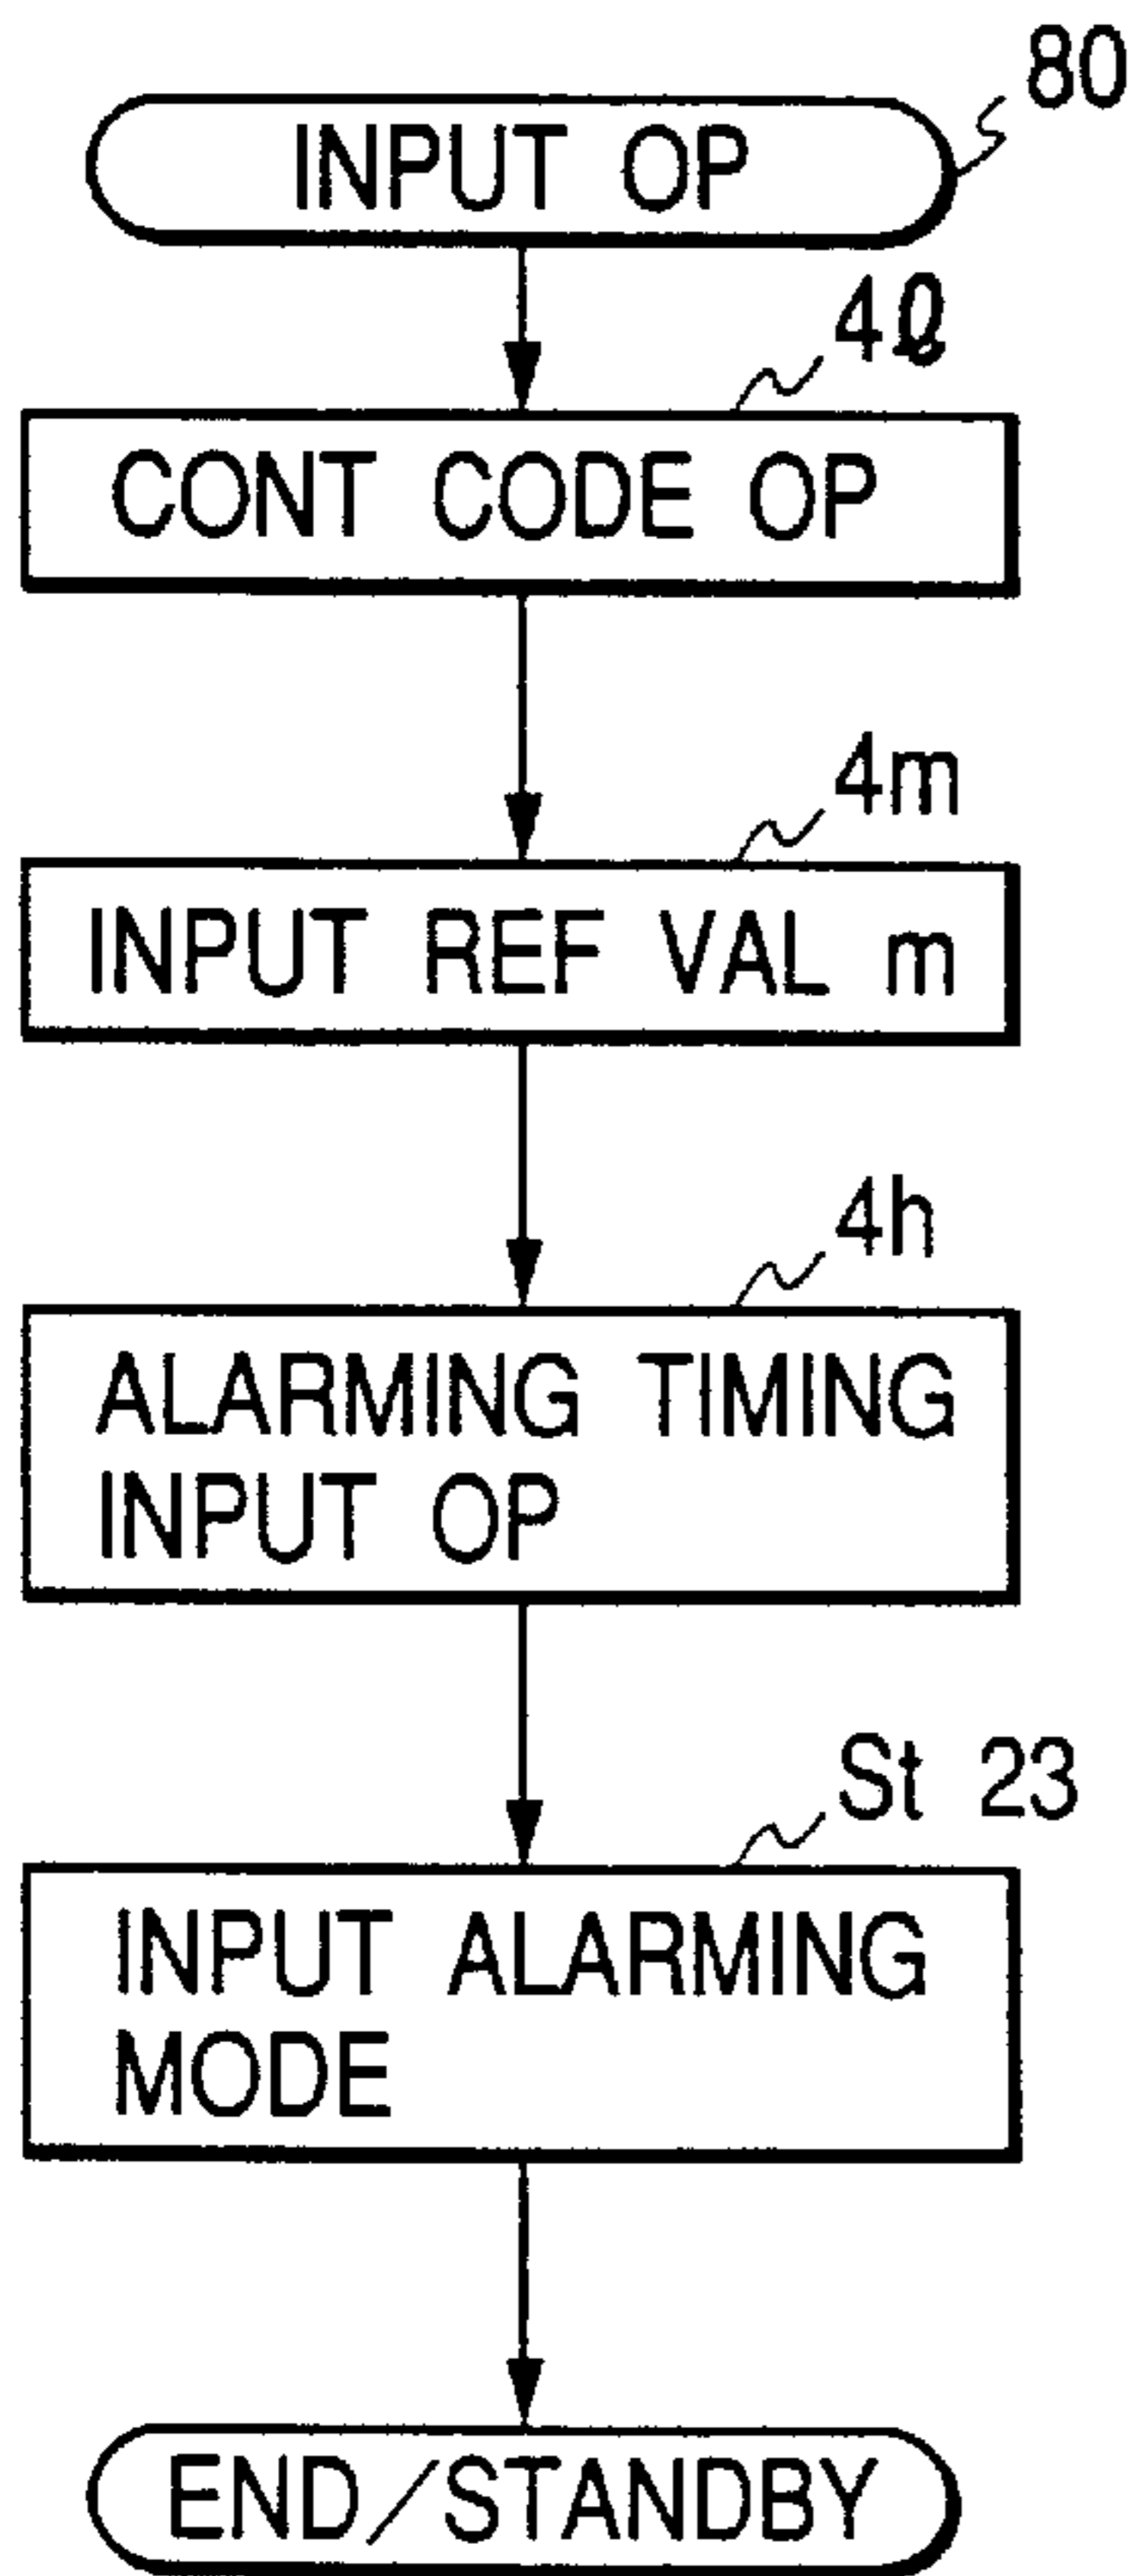 80
INPUT OP
4ℓ
CONT CODE OP
4m
INPUT REF VAL m
4h
ALARMING TIMING
INPUT OP
St 23
INPUT ALARMING
MODE
END/STANDBY